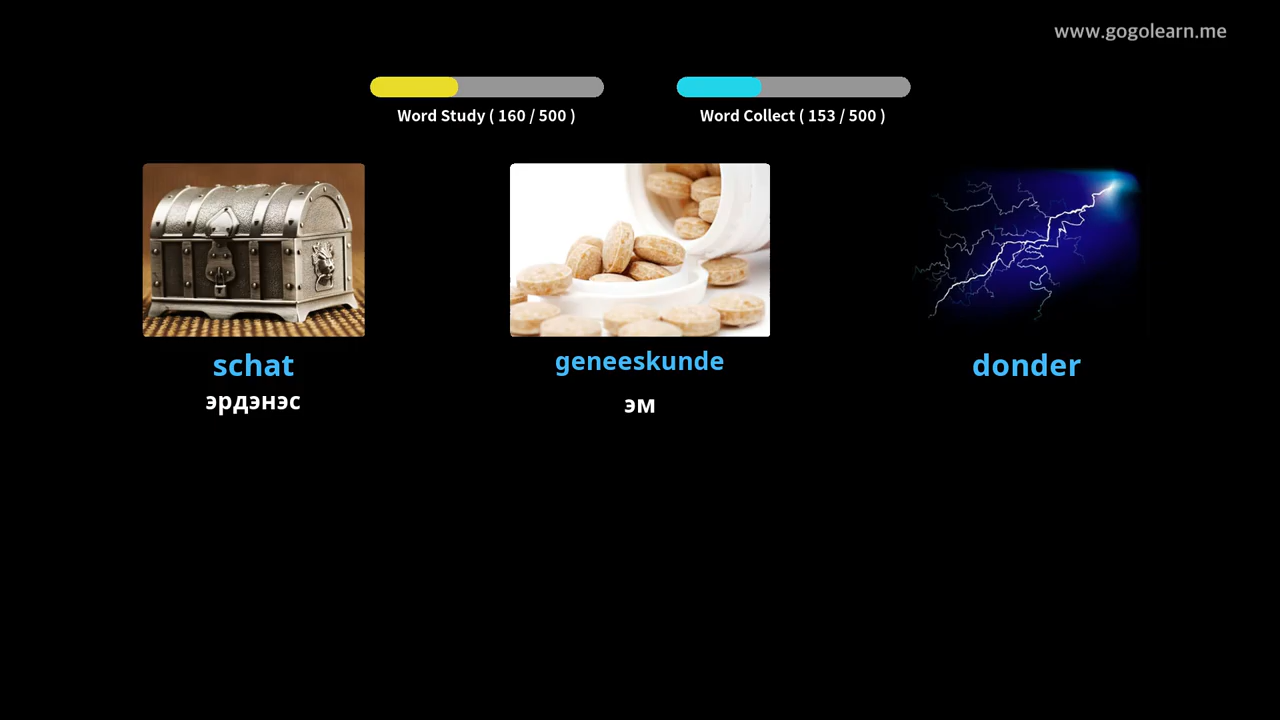 www.gogolearn.me
Word Study ( 160 / 500 )
Word Collect ( 153 / 500 )
schat
geneeskunde
donder
эрдэнэс
эм